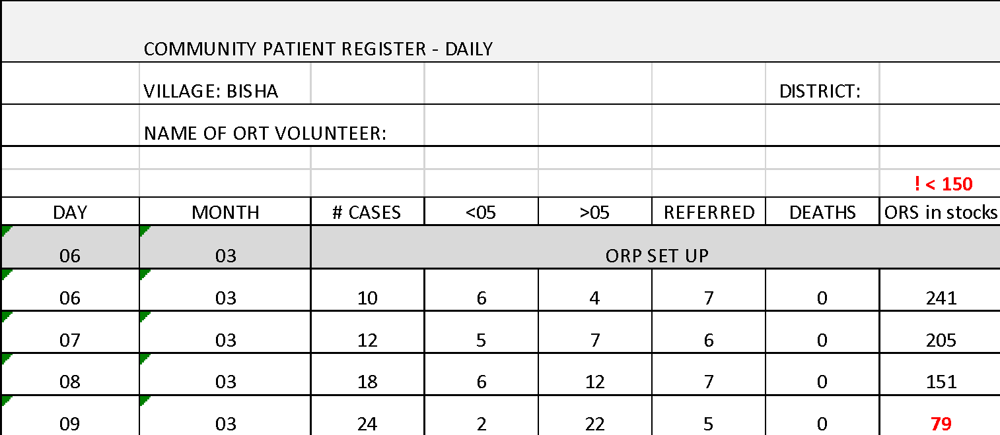 COMMUNITY PATIENT REGISTER - DAILY
VILLAGE: BISHA DISTRICT:
NAME OF ORT VOLUNTEER:
! < 150
DAY MONTH # CASES <05 >05 REFERRED DEATHS ORS in stocks
06 03 ORP SET UP
06 03 10 6 4 7 0 241
07 03 12 5 7 6 0 205
08 03 18 6 12 7 0 151
09 03 24 2 22 5 0 79